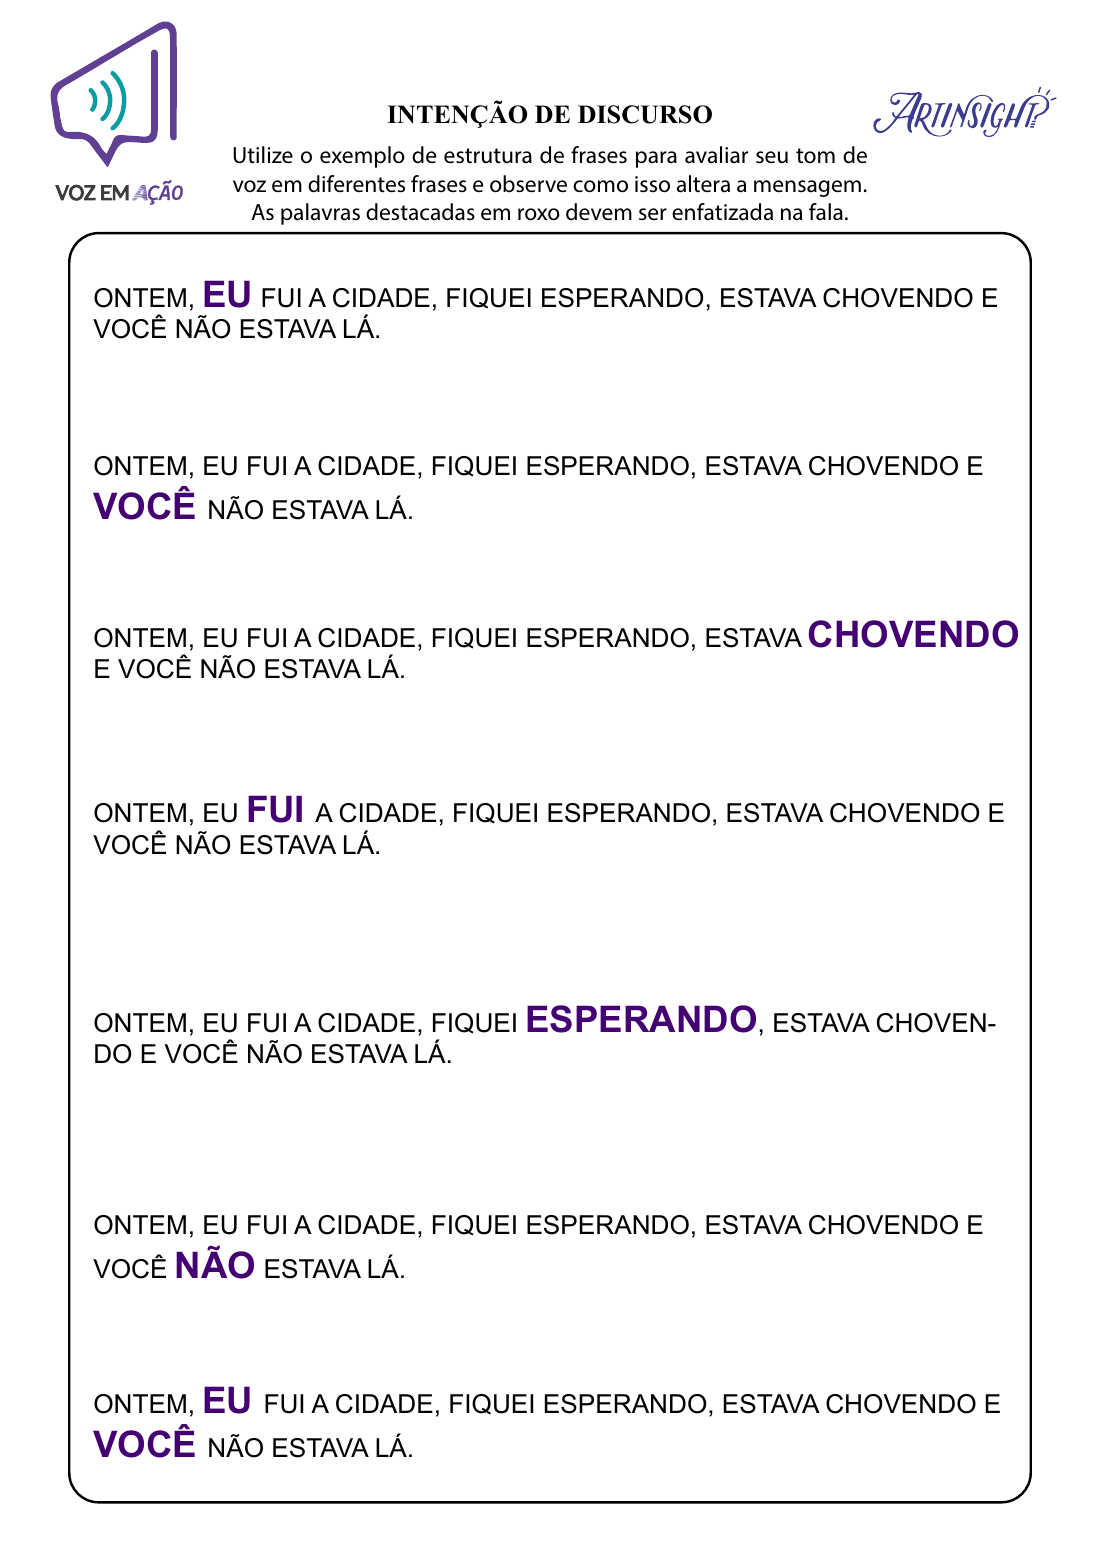 VOZ EM AÇÃO
INTENÇÃO DE DISCURSO
ARTINSIGHT
Utilize o exemplo de estrutura de frases para avaliar seu tom de
voz em diferentes frases e observe como isso altera a mensagem.
As palavras destacadas em roxo devem ser enfatizada na fala.
ONTEM, EU FUI A CIDADE, FIQUEI ESPERANDO, ESTAVA CHOVENDO E
VOCÊ NÃO ESTAVA LÁ.
ONTEM, EU FUI A CIDADE, FIQUEI ESPERANDO, ESTAVA CHOVENDO E
VOCÊ NÃO ESTAVA LÁ.
ONTEM, EU FUI A CIDADE, FIQUEI ESPERANDO, ESTAVA CHOVENDO
E VOCÊ NÃO ESTAVA LÁ.
ONTEM, EU FUI A CIDADE, FIQUEI ESPERANDO, ESTAVA CHOVENDO E
VOCÊ NÃO ESTAVA LÁ.
ONTEM, EU FUI A CIDADE, FIQUEI ESPERANDO, ESTAVA CHOVEN-
DO E VOCÊ NÃO ESTAVA LÁ.
ONTEM, EU FUI A CIDADE, FIQUEI ESPERANDO, ESTAVA CHOVENDO E
VOCÊ NÃO ESTAVA LÁ.
ONTEM, EU FUI A CIDADE, FIQUEI ESPERANDO, ESTAVA CHOVENDO E
VOCÊ NÃO ESTAVA LÁ.